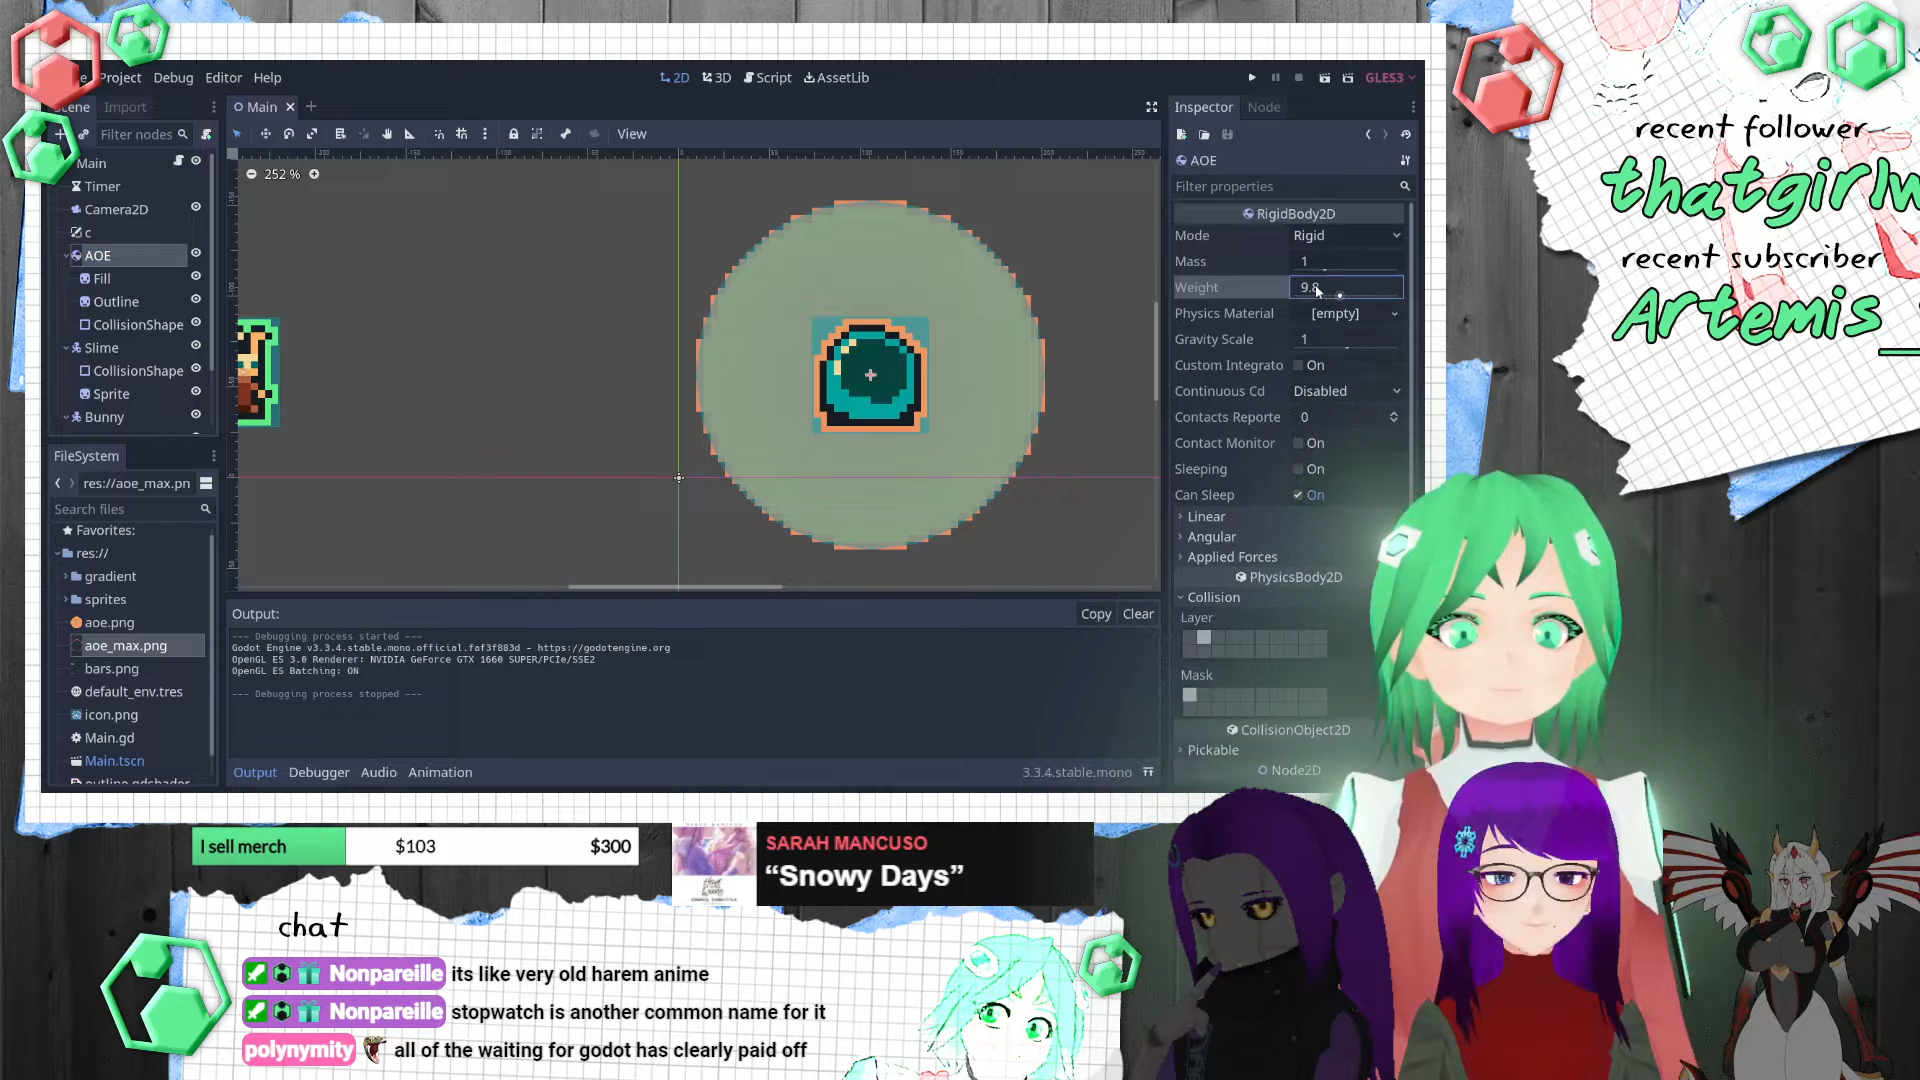 Project Debug Editor Help
2D 3D Script AssetLib
GLES3
Scene Import
Main
Inspector Node
Filter nodes
View
AOE
Filter properties
252 %
Main
Timer
Camera2D
c
AOE
Fill
Outline
CollisionShape
Slime
CollisionShape
Sprite
Bunny
RigidBody2D
Mode Rigid
Mass 1
Weight 9.8
Physics Material [empty]
Gravity Scale 1
Custom Integrato On
Continuous Cd Disabled
Contacts Reporte 0
Contact Monitor On
Sleeping On
Can Sleep On
Linear
Angular
Applied Forces
PhysicsBody2D
Collision
Layer
Mask
CollisionObject2D
Pickable
Node2D
FileSystem
res://aoe_max.pn
Search files
Favorites:
res://
gradient
sprites
aoe.png
aoe_max.png
bars.png
default_env.tres
icon.png
Main.gd
Main.tscn
outline.gdshader
Output: Copy Clear
--- Debugging process started ---
Godot Engine v3.3.4.stable.mono.official.faf3f883d - https://godotengine.org
OpenGL ES 3.0 Renderer: NVIDIA GeForce GTX 1660 SUPER/PCIe/SSE2
OpenGL ES Batching: ON
--- Debugging process stopped ---
Output Debugger Audio Animation 3.3.4.stable.mono
recent follower
thatgirlw
recent subscriber
Artemis_
I sell merch $103 $300
SARAH MANCUSO
“Snowy Days”
chat
Nonpareille its like very old harem anime
Nonpareille stopwatch is another common name for it
polynymity all of the waiting for godot has clearly paid off